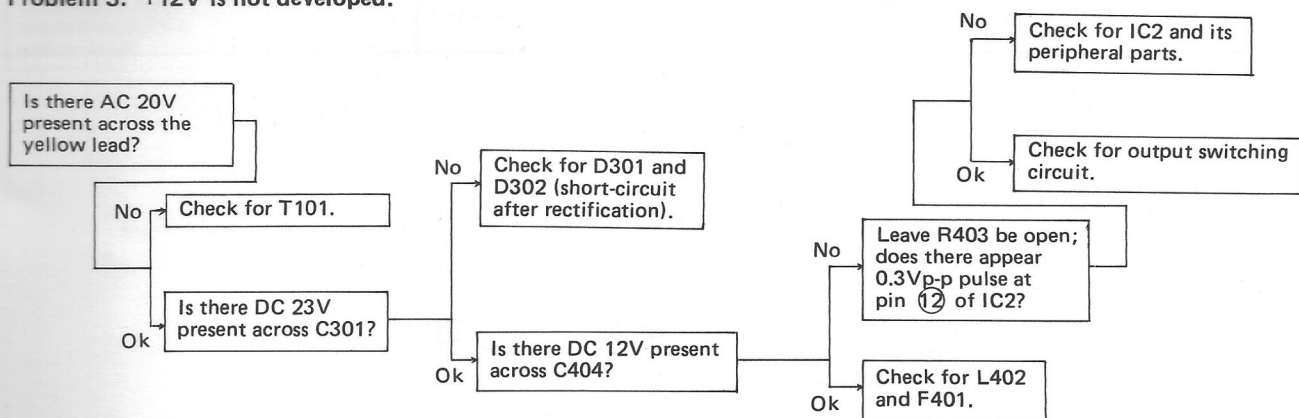 Problem 3: +12V is not developed.
Is there AC 20V
present across the
yellow lead?
No
Check for T101.
Ok
Is there DC 23V
present across C301?
No
Check for D301 and
D302 (short-circuit
after rectification).
Ok
Is there DC 12V present
across C404?
No
Leave R403 be open;
does there appear
0.3Vp-p pulse at
pin ⑫ of IC2?
Ok
Check for L402
and F401.
No
Check for IC2 and its
peripheral parts.
Ok
Check for output switching
circuit.